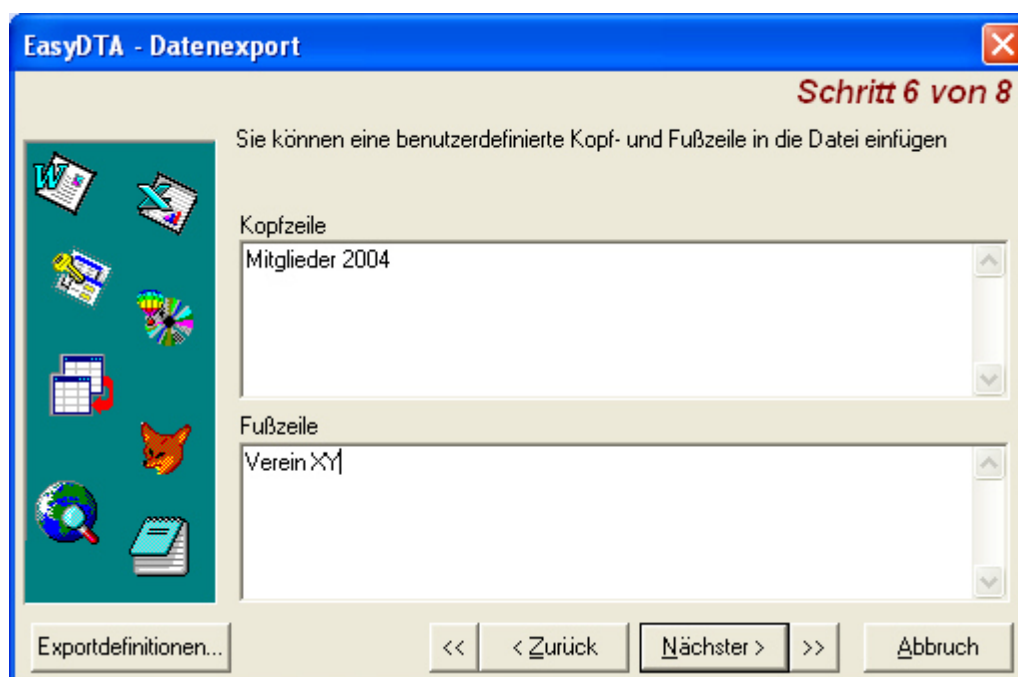 EasyDTA - Datenexport
Schritt 6 von 8
Sie können eine benutzerdefinierte Kopf- und Fußzeile in die Datei einfügen
Kopfzeile
Mitglieder 2004
Fußzeile
Verein XY
Exportdefinitionen... << < Zurück Nächster > >> Abbruch